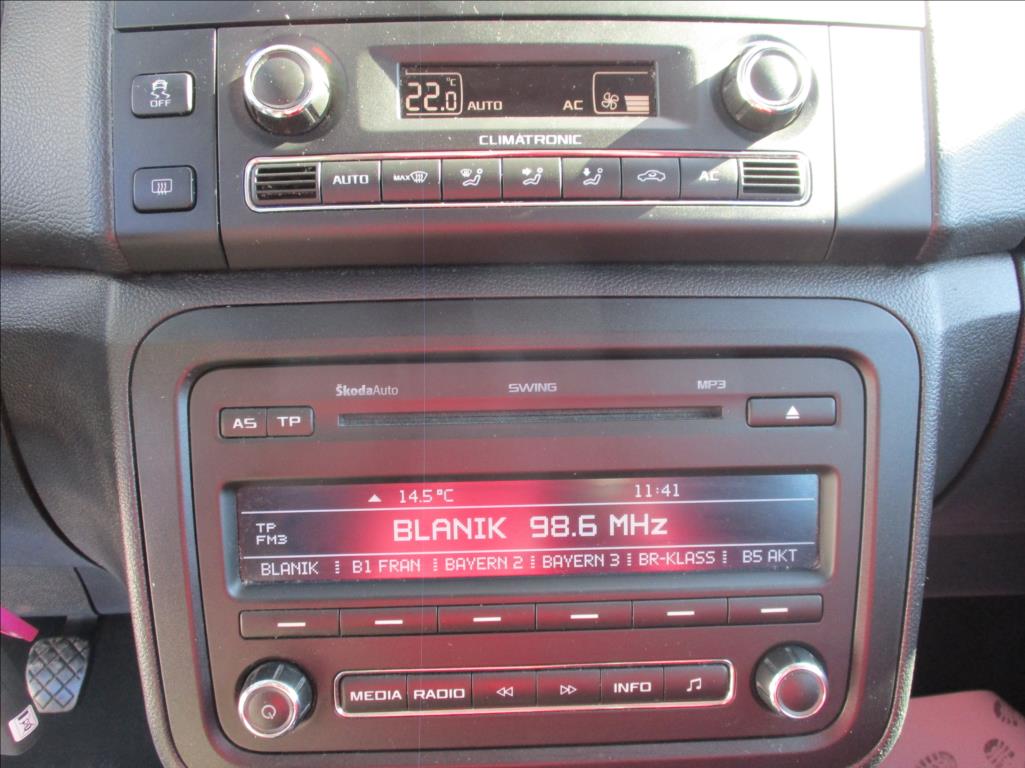 OFF
22.0 °C AUTO AC
CLIMATRONIC
AUTO MAX AC
ŠkodaAuto SWING MP3
AS TP
14.5°C 11:41
TP
FM3
BLANIK 98.6 MHz
BLANIK B1 FRAN BAYERN 2 BAYERN 3 BR-KLASS B5 AKT
MEDIA RADIO INFO